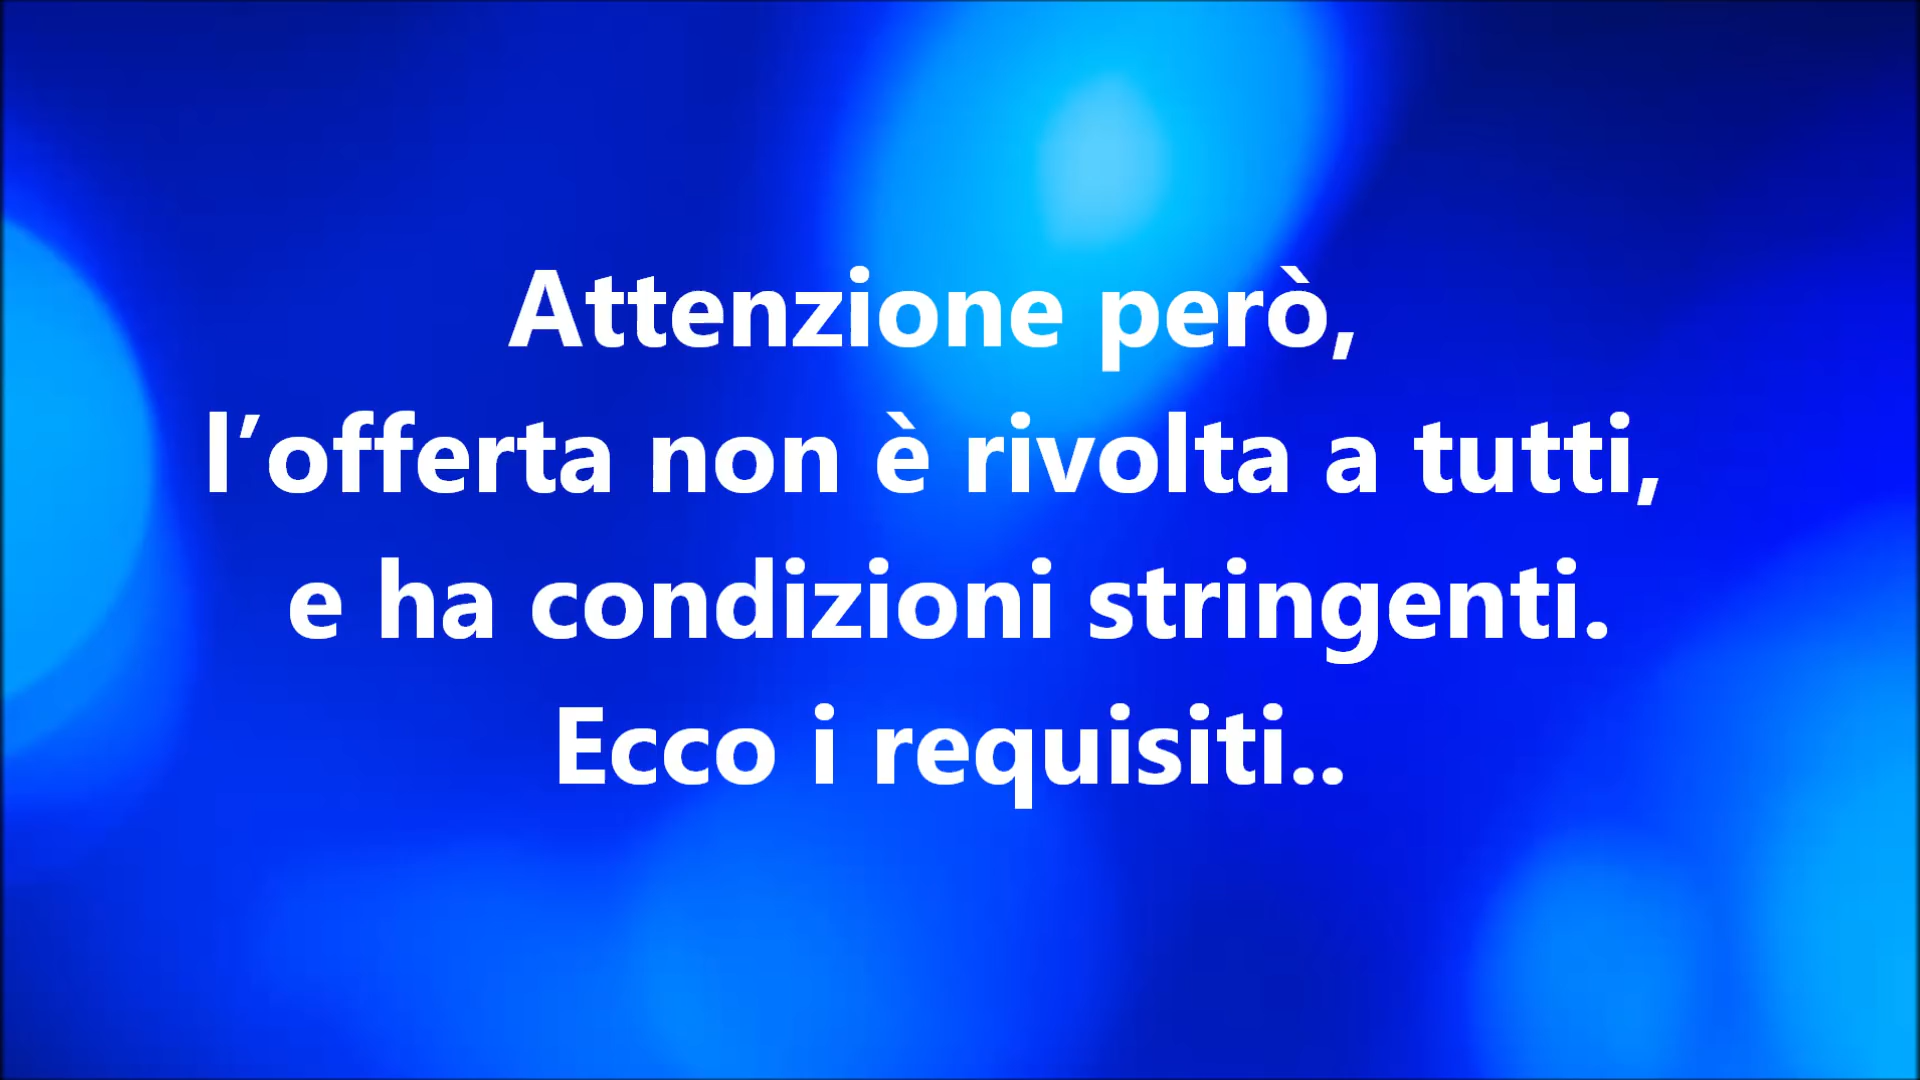 Attenzione però,
l’offerta non è rivolta a tutti,
e ha condizioni stringenti.
Ecco i requisiti..